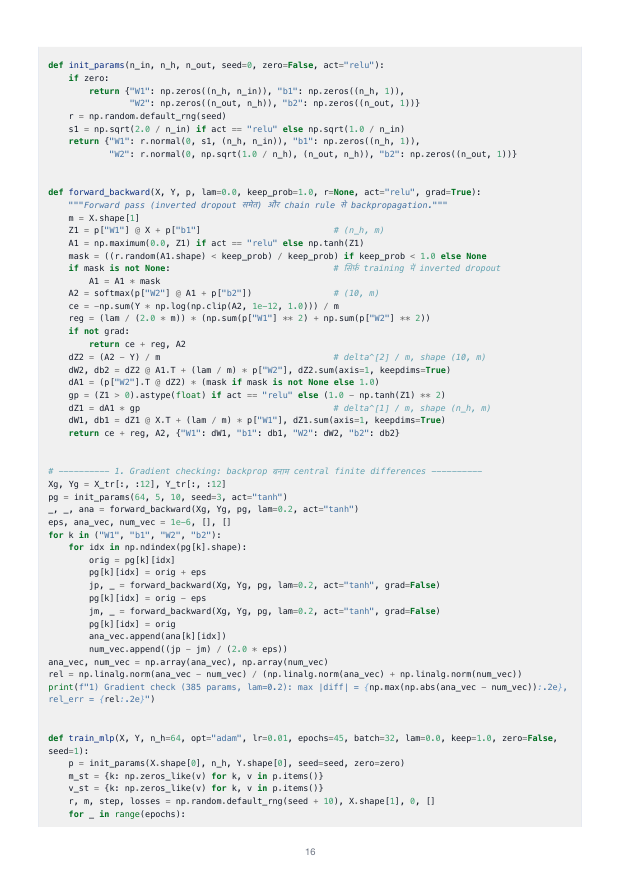 def init_params(n_in, n_h, n_out, seed=0, zero=False, act="relu"):
    if zero:
        return {"W1": np.zeros((n_h, n_in)), "b1": np.zeros((n_h, 1)),
                "W2": np.zeros((n_out, n_h)), "b2": np.zeros((n_out, 1))}
    r = np.random.default_rng(seed)
    s1 = np.sqrt(2.0 / n_in) if act == "relu" else np.sqrt(1.0 / n_in)
    return {"W1": r.normal(0, s1, (n_h, n_in)), "b1": np.zeros((n_h, 1)),
            "W2": r.normal(0, np.sqrt(1.0 / n_h), (n_out, n_h)), "b2": np.zeros((n_out, 1))}
def forward_backward(X, Y, p, lam=0.0, keep_prob=1.0, r=None, act="relu", grad=True):
    """Forward pass (inverted dropout समेत) और chain rule से backpropagation."""
    m = X.shape[1]
    Z1 = p["W1"] @ X + p["b1"]                          # (n_h, m)
    A1 = np.maximum(0.0, Z1) if act == "relu" else np.tanh(Z1)
    mask = ((r.random(A1.shape) < keep_prob) / keep_prob) if keep_prob < 1.0 else None
    if mask is not None:                                # सिर्फ़ training में inverted dropout
        A1 = A1 * mask
    A2 = softmax(p["W2"] @ A1 + p["b2"])                # (10, m)
    ce = -np.sum(Y * np.log(np.clip(A2, 1e-12, 1.0))) / m
    reg = (lam / (2.0 * m)) * (np.sum(p["W1"] ** 2) + np.sum(p["W2"] ** 2))
    if not grad:
        return ce + reg, A2
    dZ2 = (A2 - Y) / m                                  # delta^[2] / m, shape (10, m)
    dW2, db2 = dZ2 @ A1.T + (lam / m) * p["W2"], dZ2.sum(axis=1, keepdims=True)
    dA1 = (p["W2"].T @ dZ2) * (mask if mask is not None else 1.0)
    gp = (Z1 > 0).astype(float) if act == "relu" else (1.0 - np.tanh(Z1) ** 2)
    dZ1 = dA1 * gp                                      # delta^[1] / m, shape (n_h, m)
    dW1, db1 = dZ1 @ X.T + (lam / m) * p["W1"], dZ1.sum(axis=1, keepdims=True)
    return ce + reg, A2, {"W1": dW1, "b1": db1, "W2": dW2, "b2": db2}
# ---------- 1. Gradient checking: backprop बनाम central finite differences ----------
Xg, Yg = X_tr[:, :12], Y_tr[:, :12]
pg = init_params(64, 5, 10, seed=3, act="tanh")
_, _, ana = forward_backward(Xg, Yg, pg, lam=0.2, act="tanh")
eps, ana_vec, num_vec = 1e-6, [], []
for k in ("W1", "b1", "W2", "b2"):
    for idx in np.ndindex(pg[k].shape):
        orig = pg[k][idx]
        pg[k][idx] = orig + eps
        jp, _ = forward_backward(Xg, Yg, pg, lam=0.2, act="tanh", grad=False)
        pg[k][idx] = orig - eps
        jm, _ = forward_backward(Xg, Yg, pg, lam=0.2, act="tanh", grad=False)
        pg[k][idx] = orig
        ana_vec.append(ana[k][idx])
        num_vec.append((jp - jm) / (2.0 * eps))
ana_vec, num_vec = np.array(ana_vec), np.array(num_vec)
rel = np.linalg.norm(ana_vec - num_vec) / (np.linalg.norm(ana_vec) + np.linalg.norm(num_vec))
print(f"1) Gradient check (385 params, lam=0.2): max |diff| = {np.max(np.abs(ana_vec - num_vec)):.2e},
rel_err = {rel:.2e}")
def train_mlp(X, Y, n_h=64, opt="adam", lr=0.01, epochs=45, batch=32, lam=0.0, keep=1.0, zero=False,
seed=1):
    p = init_params(X.shape[0], n_h, Y.shape[0], seed=seed, zero=zero)
    m_st = {k: np.zeros_like(v) for k, v in p.items()}
    v_st = {k: np.zeros_like(v) for k, v in p.items()}
    r, m, step, losses = np.random.default_rng(seed + 10), X.shape[1], 0, []
    for _ in range(epochs):
16